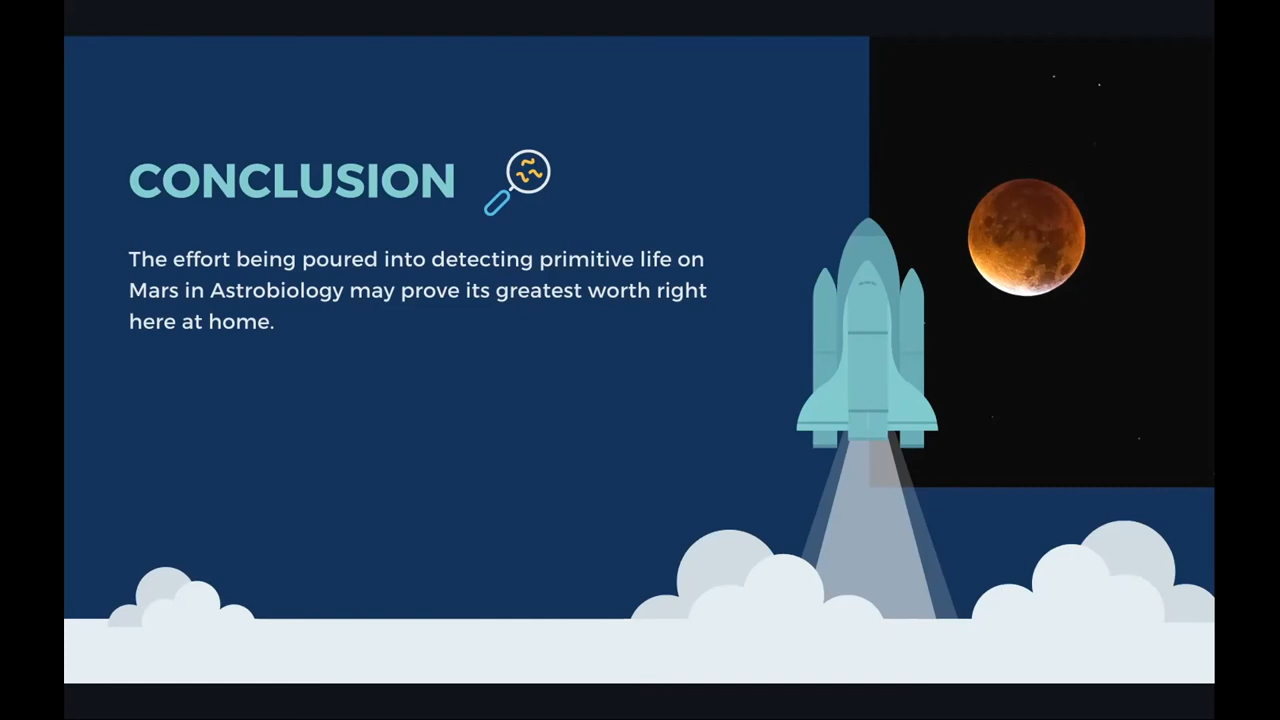 CONCLUSION
The effort being poured into detecting primitive life on
Mars in Astrobiology may prove its greatest worth right
here at home.